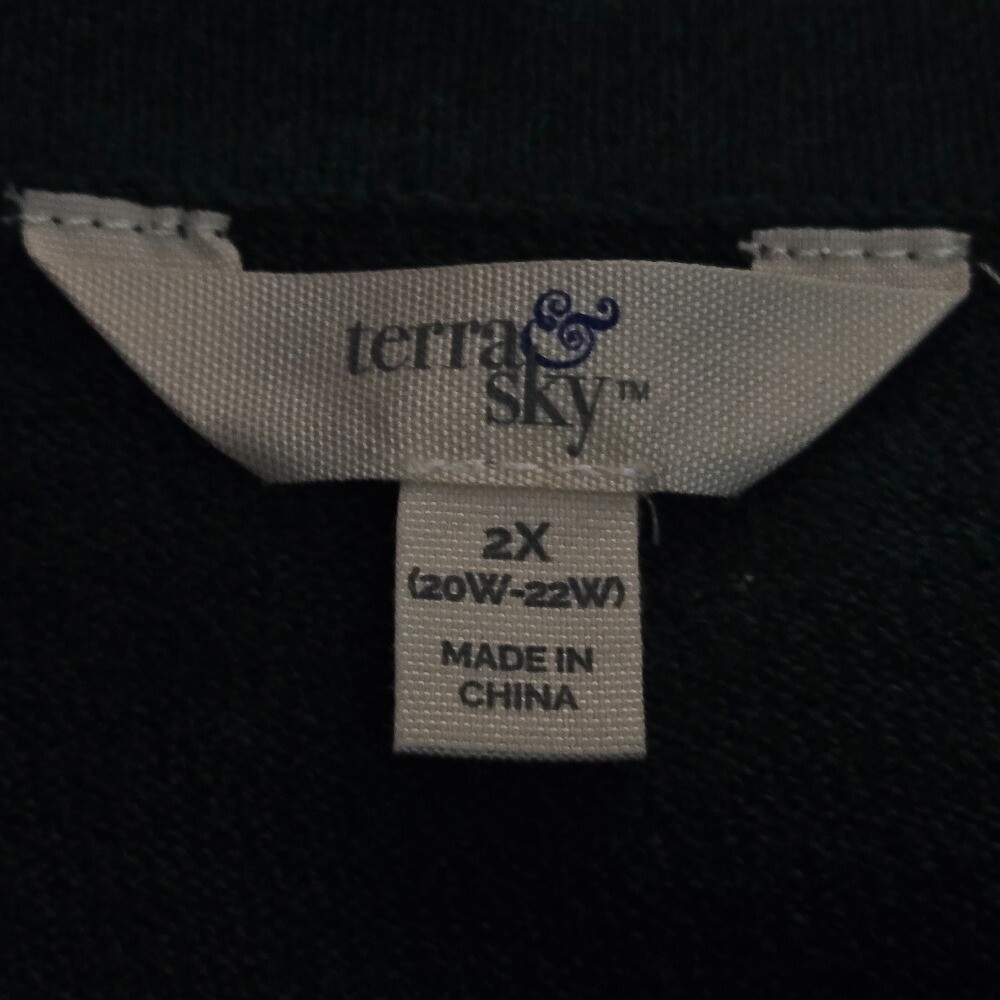 terra&
sky™
2X
(20W-22W)
MADE IN
CHINA